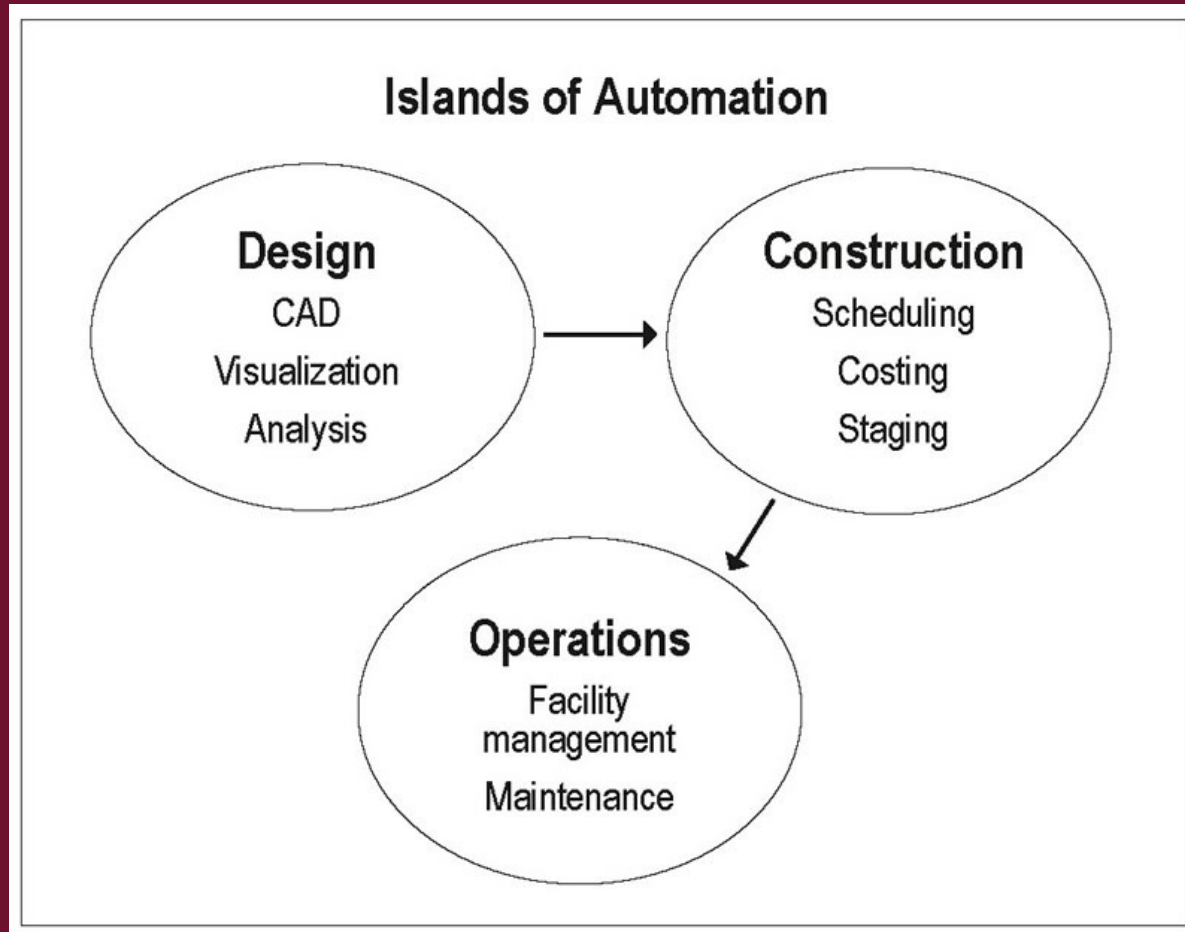 Islands of Automation
Design
CAD
Visualization
Analysis
Construction
Scheduling
Costing
Staging
Operations
Facility
management
Maintenance